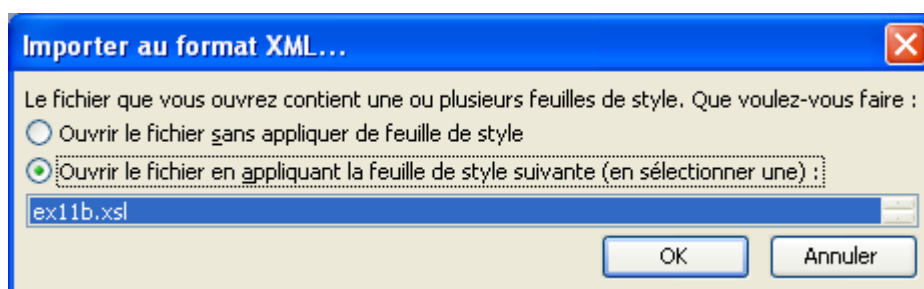 Importer au format XML...
Le fichier que vous ouvrez contient une ou plusieurs feuilles de style. Que voulez-vous faire :
Ouvrir le fichier sans appliquer de feuille de style
Ouvrir le fichier en appliquant la feuille de style suivante (en sélectionner une) :
ex11b.xsl
OK Annuler